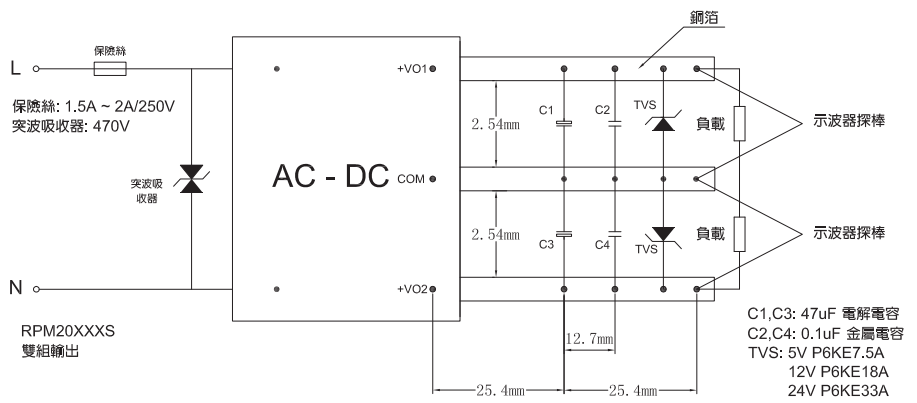 銅箔
保險絲
L
+VO1
C1
C2
TVS
負載
示波器探棒
保險絲: 1.5A ~ 2A/250V
突波吸收器: 470V
2.54mm
AC - DC
COM
突波吸
收器
2.54mm
C3
C4
TVS
負載
示波器探棒
N
+VO2
RPM20XXXS
雙組輸出
12.7mm
25.4mm
25.4mm
C1,C3: 47uF 電解電容
C2,C4: 0.1uF 金屬電容
TVS: 5V P6KE7.5A
12V P6KE18A
24V P6KE33A